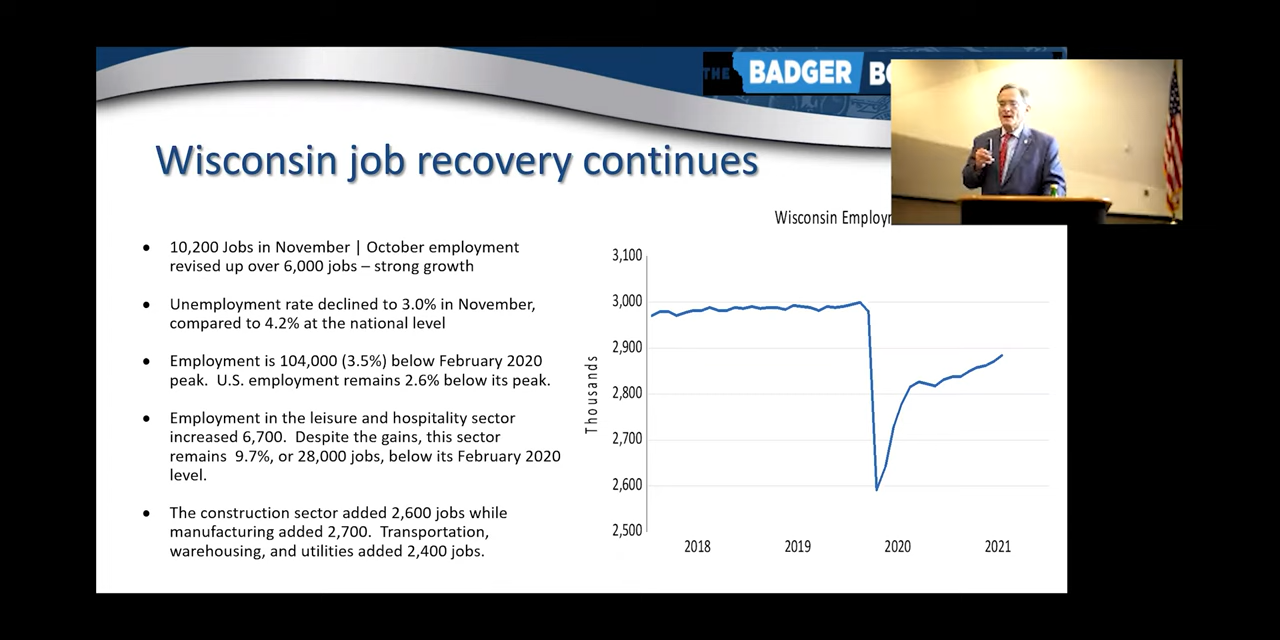 THE BADGER
Wisconsin job recovery continues
• 10,200 Jobs in November | October employment
revised up over 6,000 jobs – strong growth
• Unemployment rate declined to 3.0% in November,
compared to 4.2% at the national level
• Employment is 104,000 (3.5%) below February 2020
peak. U.S. employment remains 2.6% below its peak.
• Employment in the leisure and hospitality sector
increased 6,700. Despite the gains, this sector
remains 9.7%, or 28,000 jobs, below its February 2020
level.
• The construction sector added 2,600 jobs while
manufacturing added 2,700. Transportation,
warehousing, and utilities added 2,400 jobs.
Wisconsin
Thousands
3,100
3,000
2,900
2,800
2,700
2,600
2,500
2018 2019 2020 2021